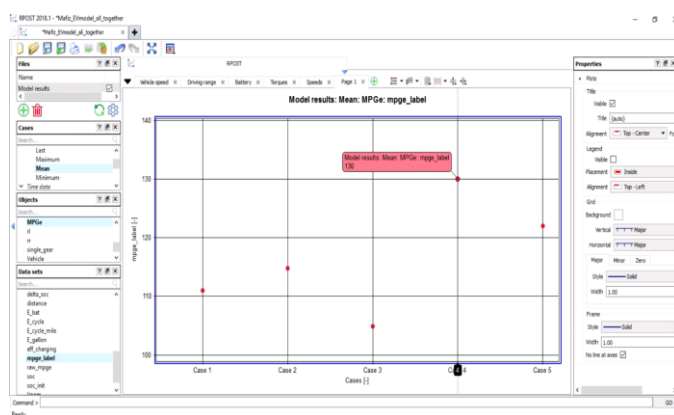 RPOST 2018.1 - *Mafiz_EVmodel_all_together
*Mafiz_EVmodel_all_together
Files
RPOST
Properties
Name
Model results
Vehicle speed
Driving range
Battery
Torques
Speeds
Page 1
Plots
Title
Visible
Title {auto}
Alignment Top - Center
Legend
Visible
Placement Inside
Alignment Top - Left
Grid
Background
Vertical Major
Horizontal Major
Major Minor Zero
Style Solid
Width 1.00
Frame
Style Solid
Width 1.00
No line at axes
Cases
Search...
Last
Maximum
Mean
Minimum
Time data
Objects
Search...
MPGe
rl
single_gear
Vehicle
Data sets
Search...
delta_soc
distance
E_bat
E_cycle
E_cycle_mile
E_gallon
eff_charging
mpge_label
raw_mpge
soc
soc_init
Model results: Mean: MPGe: mpge_label
140
130
120
110
100
mpge_label [-]
Model results: Mean: MPGe: mpge_label
130
Case 1
Case 2
Case 3
4
Case 5
Cases [-]
Command >
GO
Ready